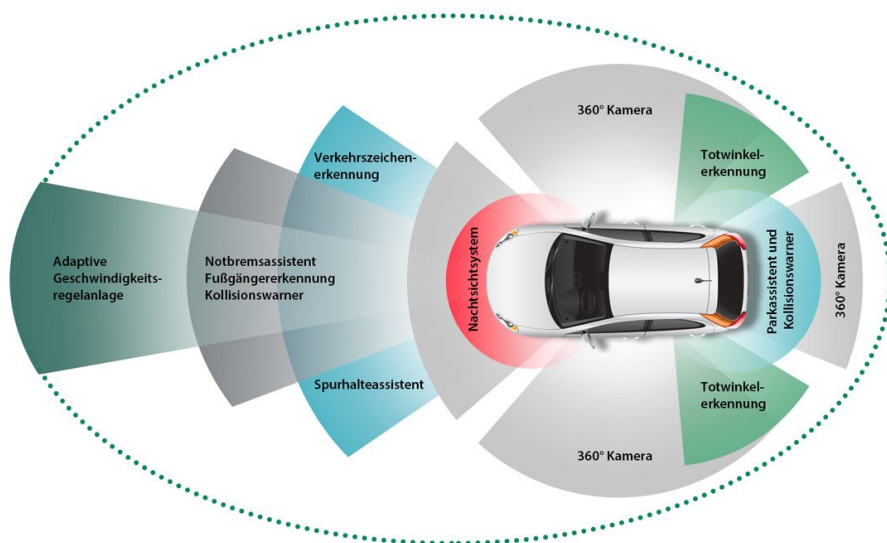 360° Kamera
Totwinkel-
erkennung
Verkehrszeichen-
erkennung
Adaptive
Geschwindigkeits-
regelanlage
Notbremsassistent
Fußgängererkennung
Kollisionswarner
Nachtsichtsystem
Parkassistent und
Kollisionswarner
360° Kamera
Spurhalteassistent
Totwinkel-
erkennung
360° Kamera